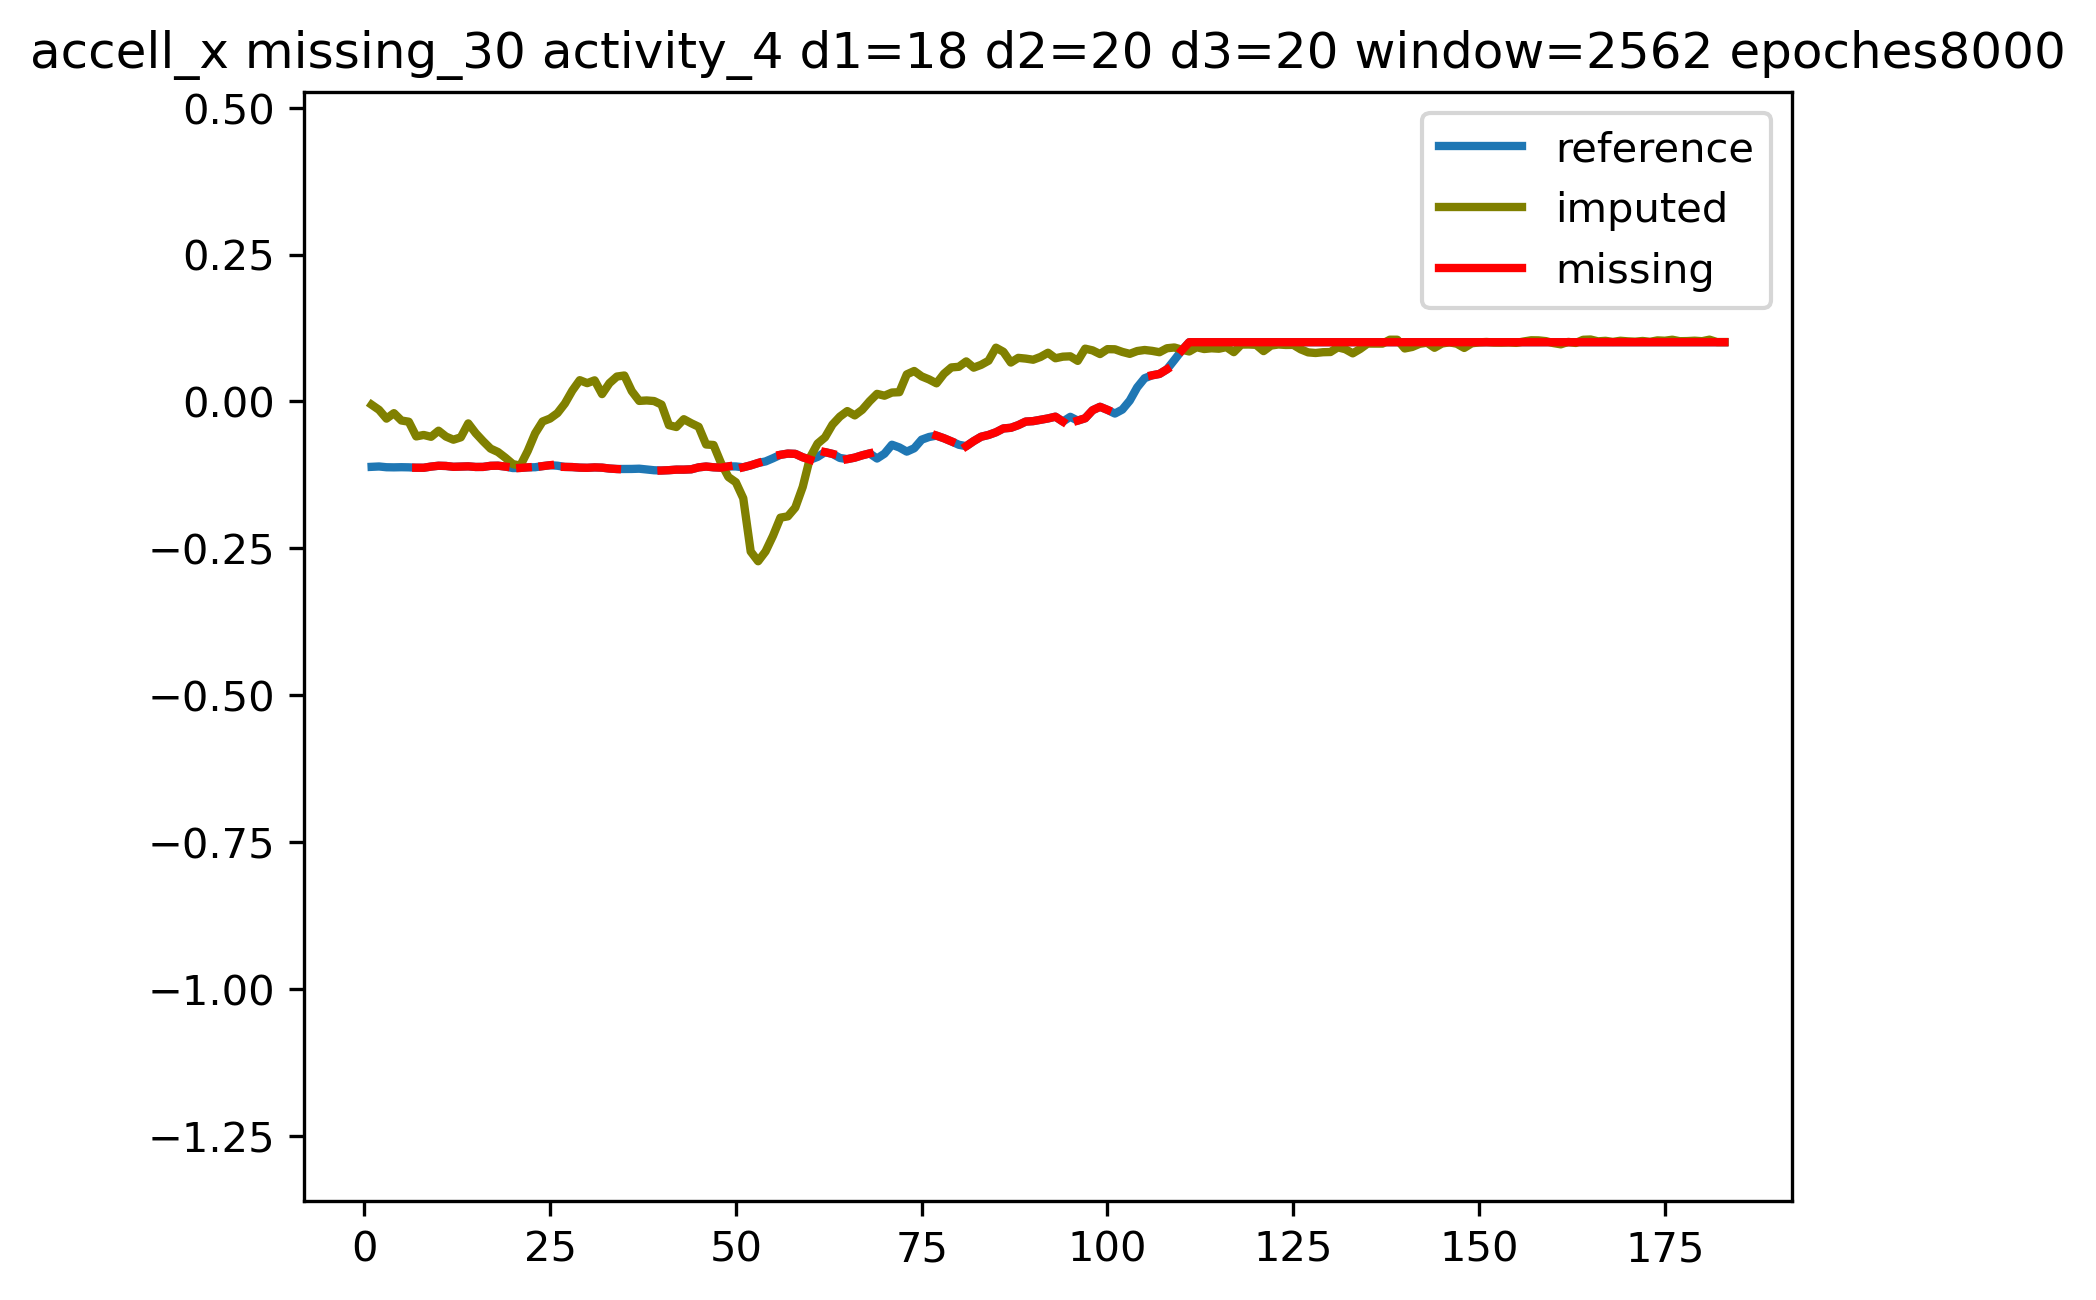 accell_x missing_30 activity_4 d1=18 d2=20 d3=20 window=2562 epoches8000
0.50
0.25
0.00
−0.25
−0.50
−0.75
−1.00
−1.25
reference
imputed
missing
0 25 50 75 100 125 150 175